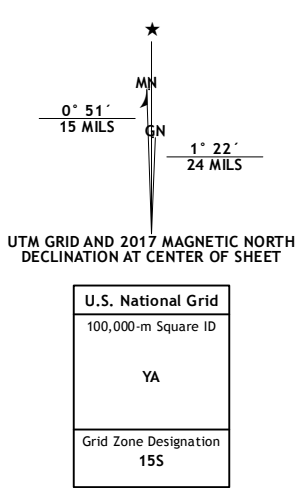 ★
MN
0° 51´
15 MILS
GN
1° 22´
24 MILS
UTM GRID AND 2017 MAGNETIC NORTH
DECLINATION AT CENTER OF SHEET
U.S. National Grid
100,000-m Square ID
YA
Grid Zone Designation
15S